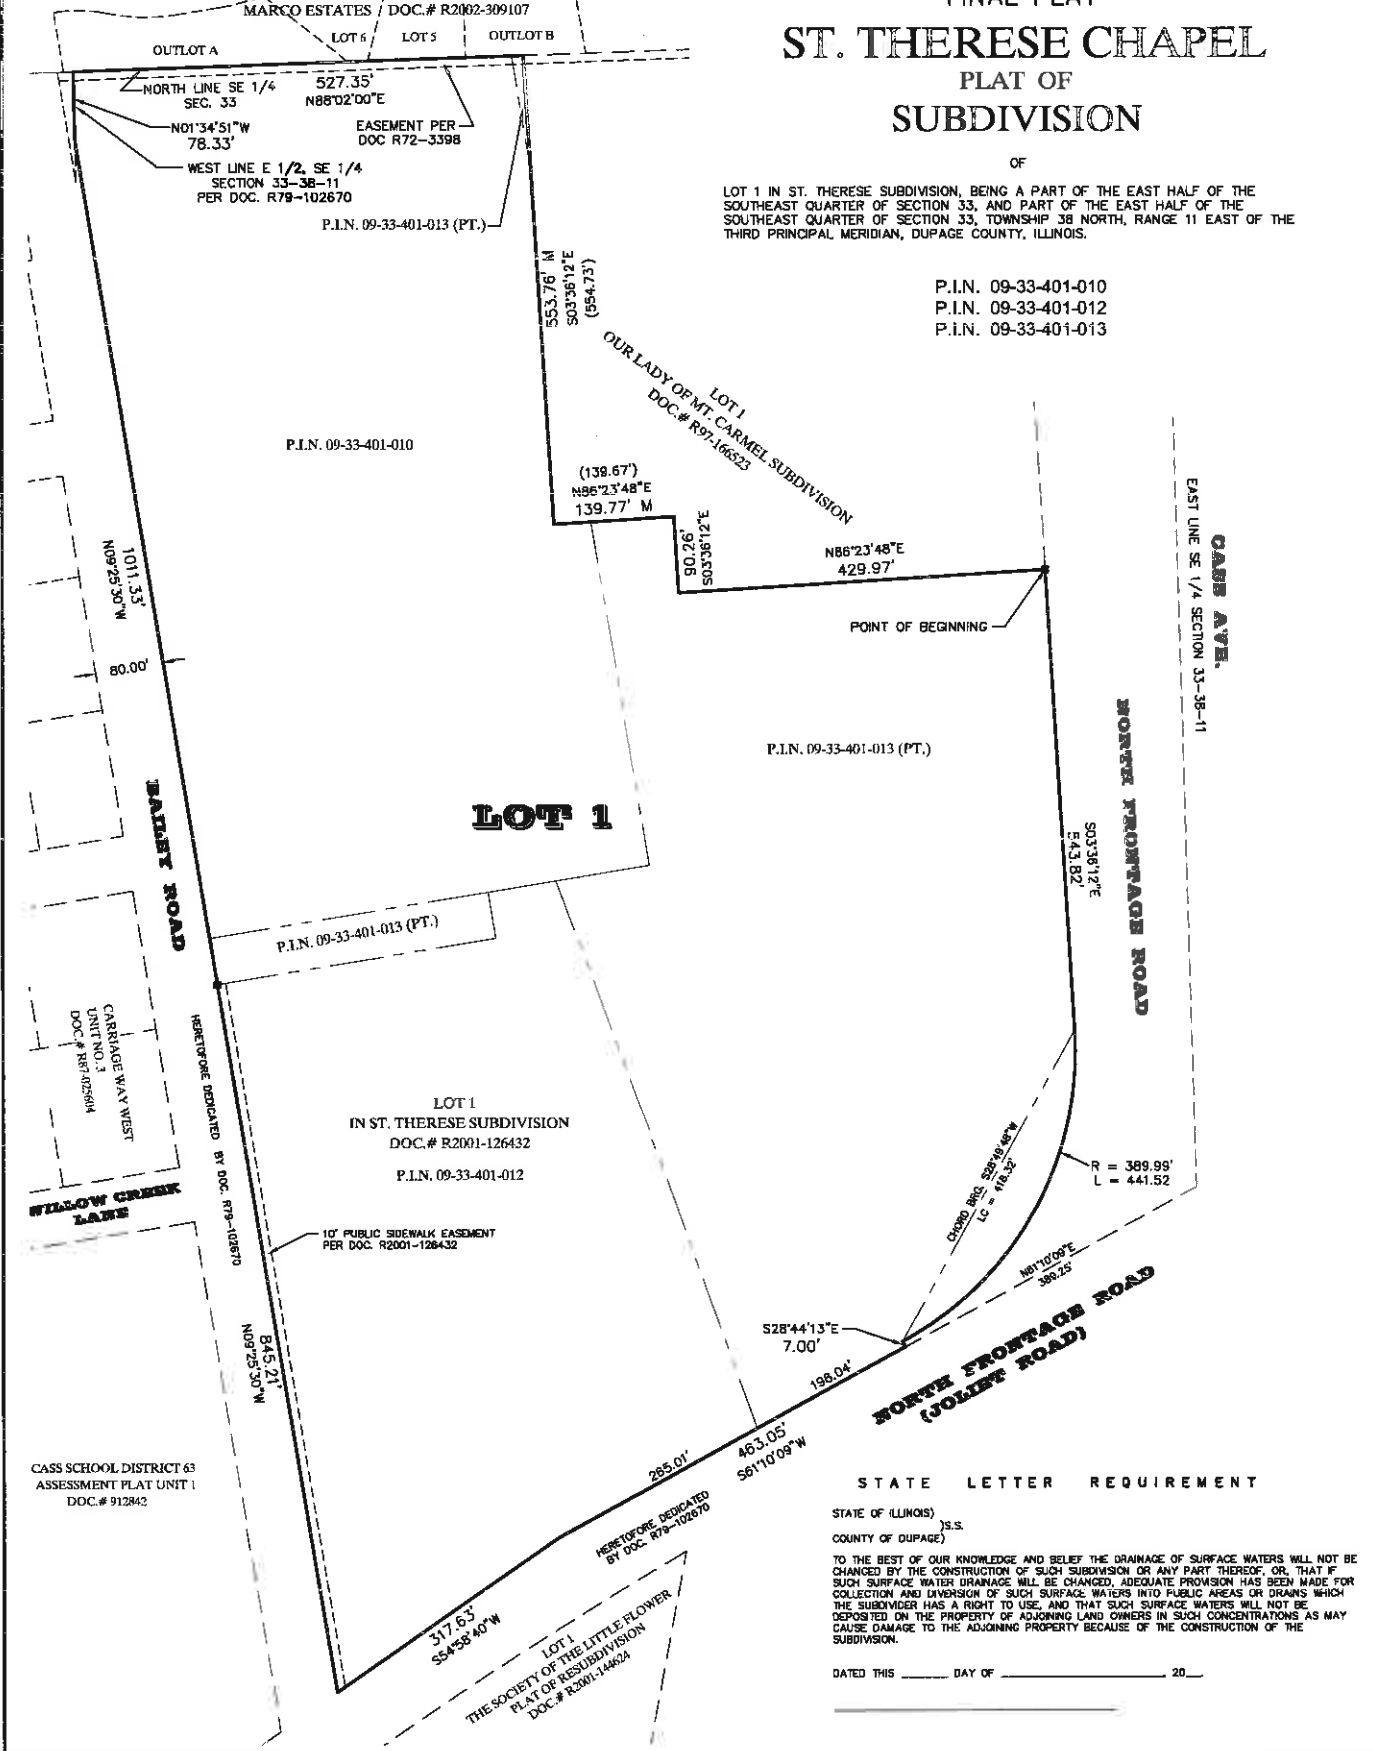 FINAL PLAT
ST. THERESE CHAPEL
PLAT OF
SUBDIVISION
OF
LOT 1 IN ST. THERESE SUBDIVISION, BEING A PART OF THE EAST HALF OF THE
SOUTHEAST QUARTER OF SECTION 33, AND PART OF THE EAST HALF OF THE
SOUTHEAST QUARTER OF SECTION 33, TOWNSHIP 38 NORTH, RANGE 11 EAST OF THE
THIRD PRINCIPAL MERIDIAN, DUPAGE COUNTY, ILLINOIS.
P.I.N. 09-33-401-010
P.I.N. 09-33-401-012
P.I.N. 09-33-401-013
MARCO ESTATES / DOC.# R2002-309107
OUTLOT A
LOT 6
LOT 5
OUTLOT B
NORTH LINE SE 1/4
SEC. 33
527.35'
N88°02'00"E
N01°34'51"W
78.33'
EASEMENT PER
DOC R72-3398
WEST LINE E 1/2, SE 1/4
SECTION 33-38-11
PER DOC. R79-102670
P.I.N. 09-33-401-013 (PT.)
553.76' M
S03°36'12"E
(554.73')
OUR LADY OF MT. CARMEL SUBDIVISION
LOT 1
DOC.# R97-166523
P.I.N. 09-33-401-010
(139.67')
N86°23'48"E
139.77' M
90.26'
S03°36'12"E
N86°23'48"E
429.97'
POINT OF BEGINNING
CASS AVE.
EAST LINE SE 1/4 SECTION 33-38-11
1011.33'
N09°25'30"W
80.00'
BAILEY ROAD
P.I.N. 09-33-401-013 (PT.)
LOT 1
NORTH FRONTAGE ROAD
S03°36'12"E
543.82'
P.I.N. 09-33-401-013 (PT.)
CARRIAGE WAY WEST
UNIT NO. 3
DOC.# R87-025604
HERETOFORE DEDICATED BY DOC. R79-102670
LOT 1
IN ST. THERESE SUBDIVISION
DOC.# R2001-126432
P.I.N. 09-33-401-012
CHORD BRG. S28°49'48"W
LC = 418.32'
R = 389.99'
L = 441.52
WILLOW CREEK
LANE
10' PUBLIC SIDEWALK EASEMENT
PER DOC. R2001-126432
N61°10'09"E
389.25'
S28°44'13"E
7.00'
845.21'
N09°25'30"W
198.04'
NORTH FRONTAGE ROAD
(JOLIET ROAD)
463.05'
S61°10'09"W
265.01'
HERETOFORE DEDICATED
BY DOC. R79-102670
CASS SCHOOL DISTRICT 63
ASSESSMENT PLAT UNIT 1
DOC.# 912842
317.63'
S54°58'40"W
LOT 1
THE SOCIETY OF THE LITTLE FLOWER
PLAT OF RESUBDIVISION
DOC.# R2001-144624
STATE LETTER REQUIREMENT
STATE OF ILLINOIS)
)S.S.
COUNTY OF DUPAGE)
TO THE BEST OF OUR KNOWLEDGE AND BELIEF THE DRAINAGE OF SURFACE WATERS WILL NOT BE
CHANGED BY THE CONSTRUCTION OF SUCH SUBDIVISION OR ANY PART THEREOF, OR, THAT IF
SUCH SURFACE WATER DRAINAGE WILL BE CHANGED, ADEQUATE PROVISION HAS BEEN MADE FOR
COLLECTION AND DIVERSION OF SUCH SURFACE WATERS INTO PUBLIC AREAS OR DRAINS WHICH
THE SUBDIVIDER HAS A RIGHT TO USE, AND THAT SUCH SURFACE WATERS WILL NOT BE
DEPOSITED ON THE PROPERTY OF ADJOINING LAND OWNERS IN SUCH CONCENTRATIONS AS MAY
CAUSE DAMAGE TO THE ADJOINING PROPERTY BECAUSE OF THE CONSTRUCTION OF THE
SUBDIVISION.
DATED THIS ______ DAY OF ____________________ 20__